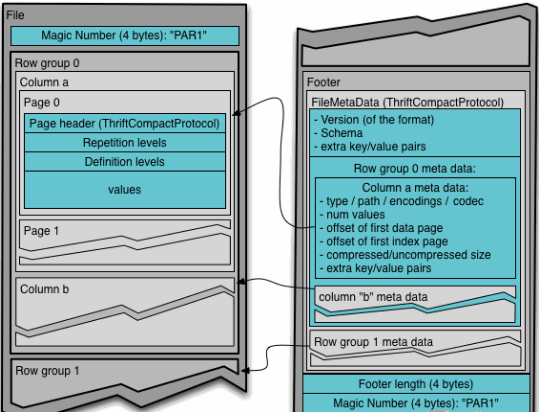 File
Magic Number (4 bytes): "PAR1"
Row group 0
Column a
Page 0
Page header (ThriftCompactProtocol)
Repetition levels
Definition levels
values
Page 1
Column b
Row group 1
Footer
FileMetaData (ThriftCompactProtocol)
- Version (of the format)
- Schema
- extra key/value pairs
Row group 0 meta data:
Column a meta data:
- type / path / encodings / codec
- num values
- offset of first data page
- offset of first index page
- compressed/uncompressed size
- extra key/value pairs
column "b" meta data
Row group 1 meta data
Footer length (4 bytes)
Magic Number (4 bytes): "PAR1"